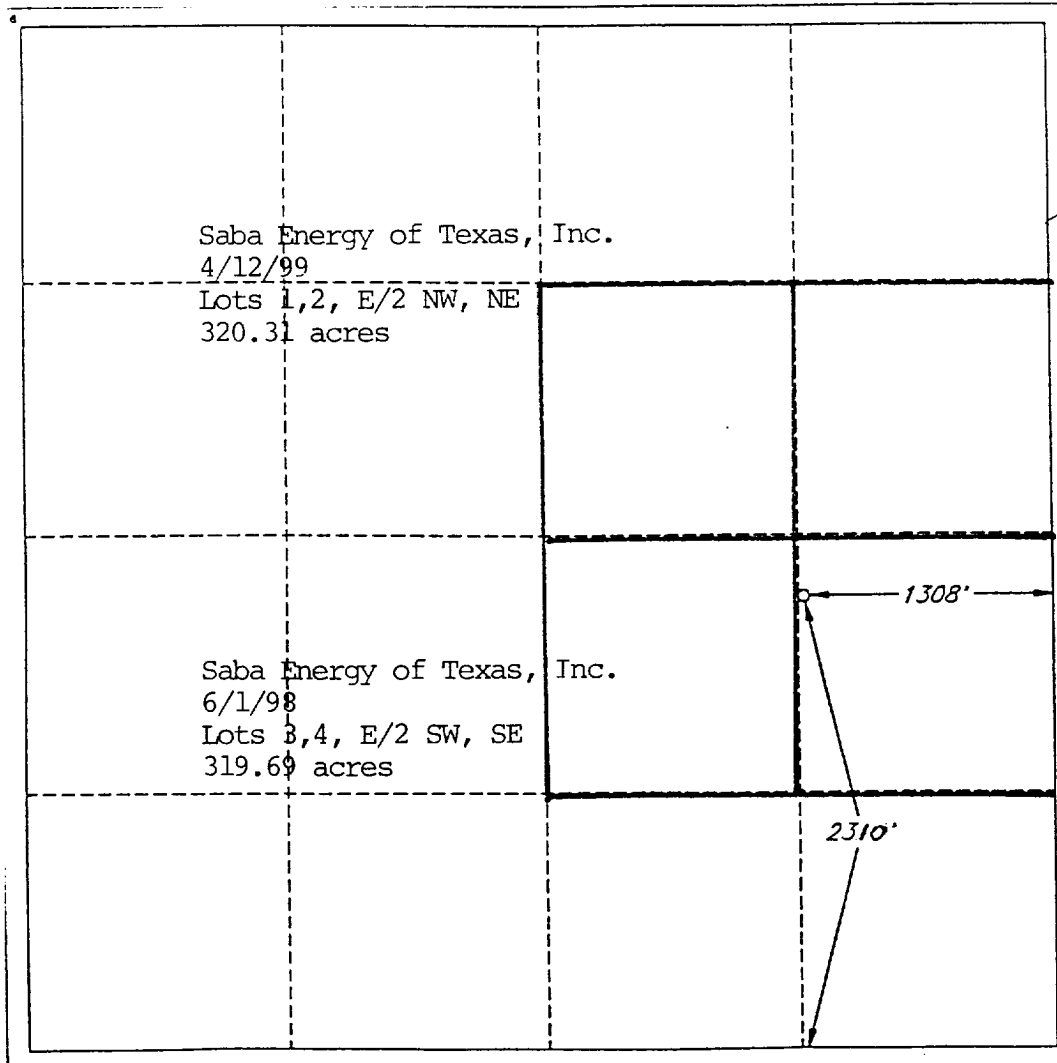 Saba Energy of Texas, Inc.
4/12/99
Lots 1,2, E/2 NW, NE
320.31 acres
1308'
Saba Energy of Texas, Inc.
6/1/98
Lots 3,4, E/2 SW, SE
319.69 acres
2310'